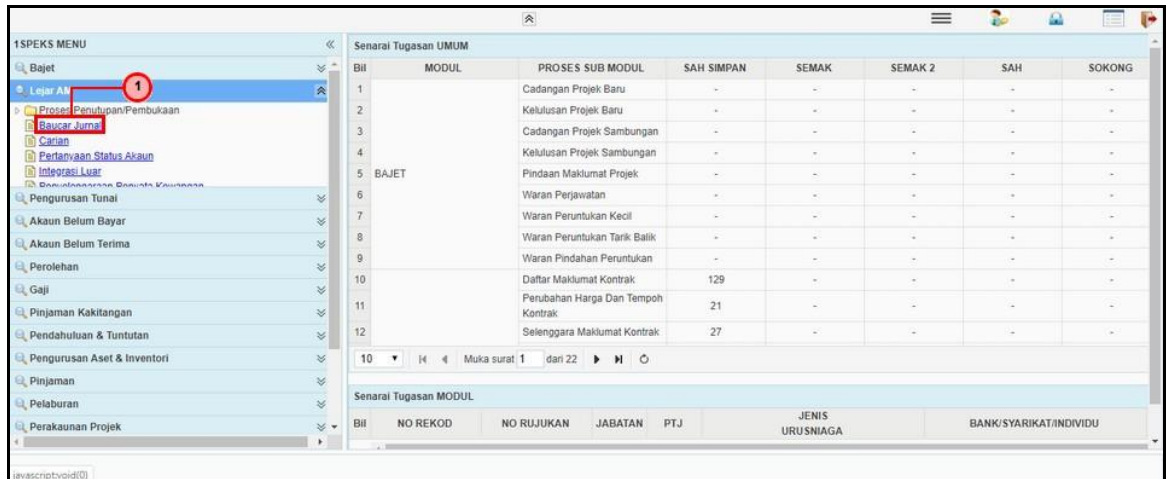 1SPEKS MENU
Bajet
Lejar AM
1
Proses Penutupan/Pembukaan
Baucar Jurnal
Carian
Pertanyaan Status Akaun
Integrasi Luar
Penyelenggaraan Penyata Kewangan
Pengurusan Tunai
Akaun Belum Bayar
Akaun Belum Terima
Perolehan
Gaji
Pinjaman Kakitangan
Pendahuluan & Tuntutan
Pengurusan Aset & Inventori
Pinjaman
Pelaburan
Perakaunan Projek
Senarai Tugasan UMUM
Bil MODUL PROSES SUB MODUL SAH SIMPAN SEMAK SEMAK 2 SAH SOKONG
1 Cadangan Projek Baru - - - - -
2 Kelulusan Projek Baru - - - - -
3 Cadangan Projek Sambungan - - - - -
4 Kelulusan Projek Sambungan - - - - -
5 BAJET Pindaan Maklumat Projek - - - - -
6 Waran Perjawatan - - - - -
7 Waran Peruntukan Kecil - - - - -
8 Waran Peruntukan Tarik Balik - - - - -
9 Waran Pindahan Peruntukan - - - - -
10 Daftar Maklumat Kontrak 129 - - - -
11 Perubahan Harga Dan Tempoh
Kontrak 21 - - - -
12 Selenggara Maklumat Kontrak 27 - - - -
10 Muka surat 1 dari 22
Senarai Tugasan MODUL
Bil NO REKOD NO RUJUKAN JABATAN PTJ JENIS
URUSNIAGA BANK/SYARIKAT/INDIVIDU
javascript:void(0)